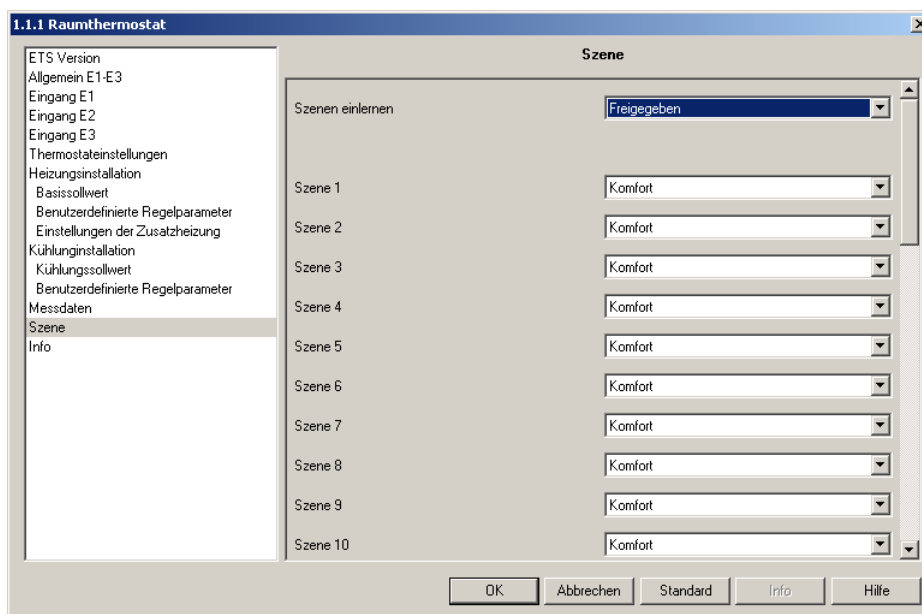 1.1.1 Raumthermostat
ETS Version
Allgemein E1-E3
Eingang E1
Eingang E2
Eingang E3
Thermostateinstellungen
Heizungsinstallation
Basissollwert
Benutzerdefinierte Regelparameter
Einstellungen der Zusatzheizung
Kühlunginstallation
Kühlungssollwert
Benutzerdefinierte Regelparameter
Messdaten
Szene
Info
Szene
Szenen einlernen Freigegeben
Szene 1 Komfort
Szene 2 Komfort
Szene 3 Komfort
Szene 4 Komfort
Szene 5 Komfort
Szene 6 Komfort
Szene 7 Komfort
Szene 8 Komfort
Szene 9 Komfort
Szene 10 Komfort
OK Abbrechen Standard Info Hilfe